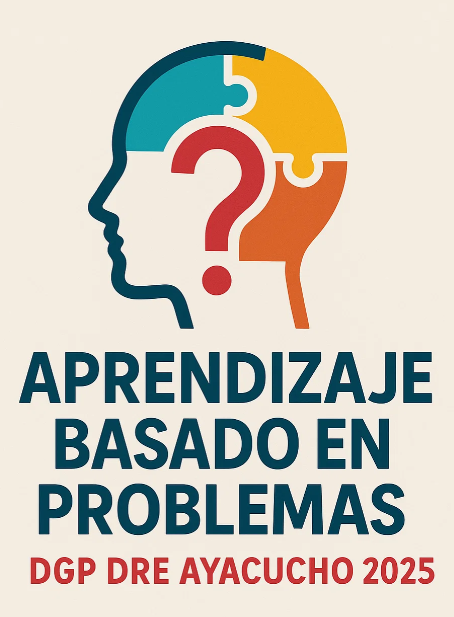 ?
APRENDIZAJE
BASADO EN
PROBLEMAS
DGP DRE AYACUCHO 2025